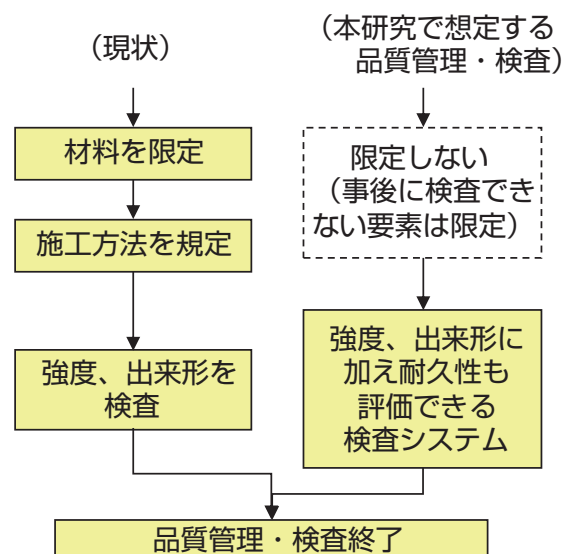 （現状）
材料を限定
施工方法を規定
強度、出来形を
検査
（本研究で想定する
品質管理・検査）
限定しない
（事後に検査でき
ない要素は限定）
強度、出来形に
加え耐久性も
評価できる
検査システム
品質管理・検査終了